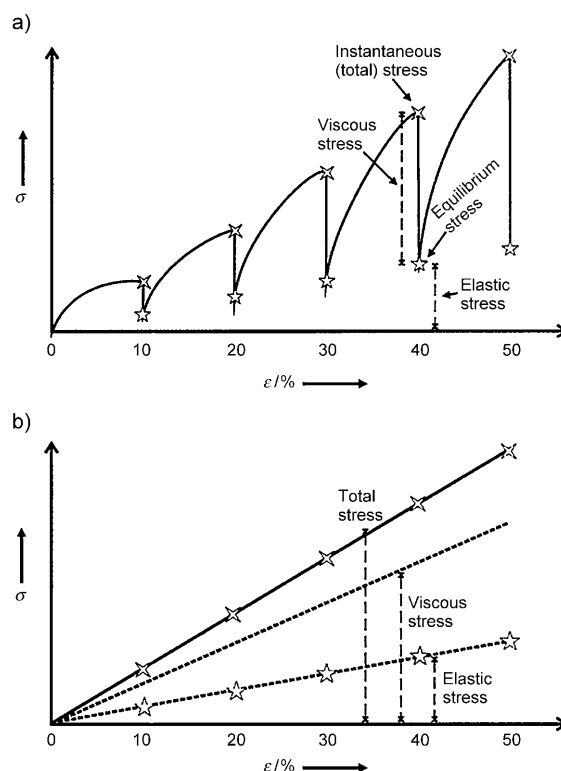 a)
Instantaneous
(total) stress
Viscous
stress
Equilibrium
stress
Elastic
stress
σ
0 10 20 30 40 50
ε/%
b)
Total
stress
Viscous
stress
Elastic
stress
σ
0 10 20 30 40 50
ε/%